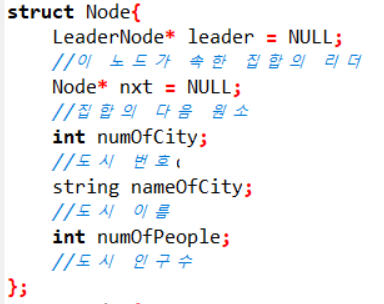 struct Node{
LeaderNode* leader = NULL;
//이 노드가 속한 집합의 리더
Node* nxt = NULL;
//집합의 다음 원소
int numOfCity;
//도시 번호(
string nameOfCity;
//도시 이름
int numOfPeople;
//도시 인구수
};